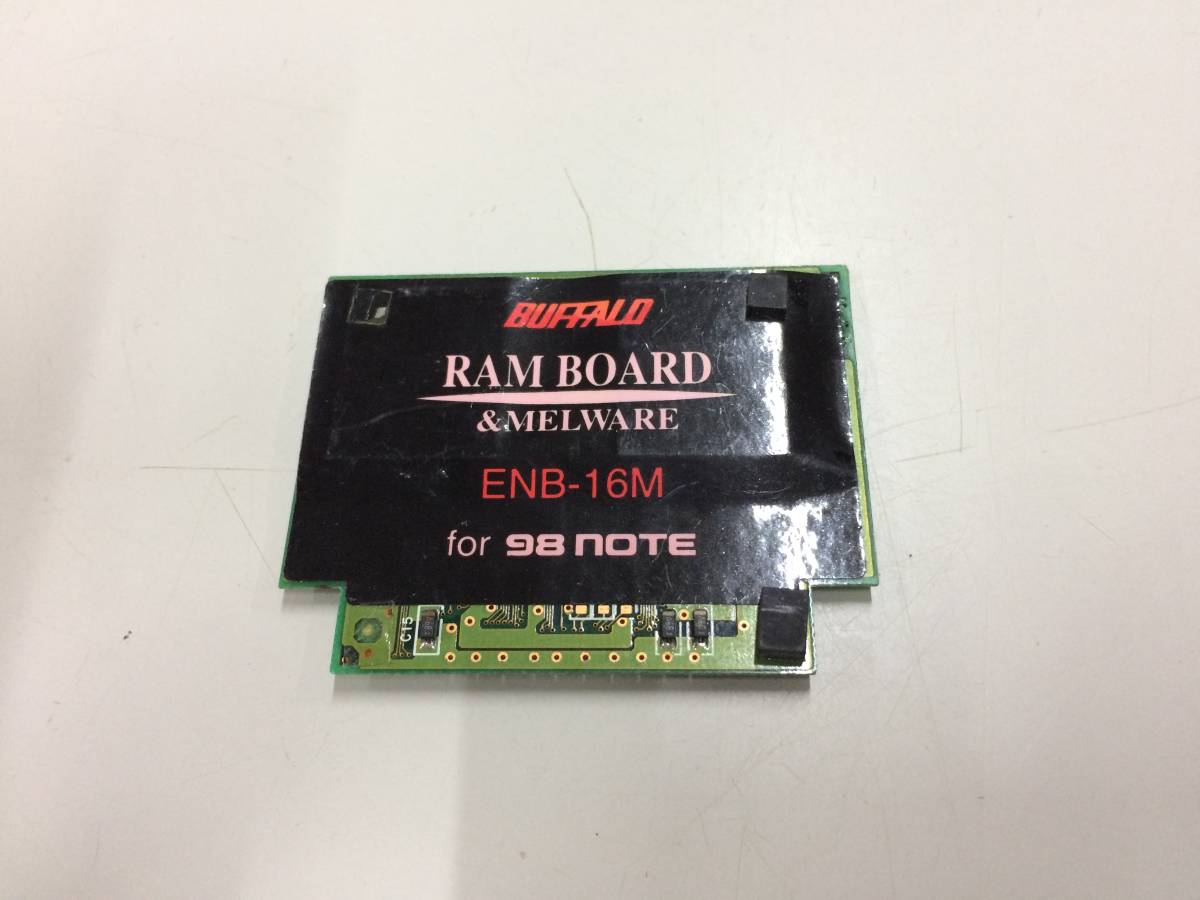 BUFFALO
RAM BOARD
& MELWARE
ENB-16M
for 98 NOTE
C15